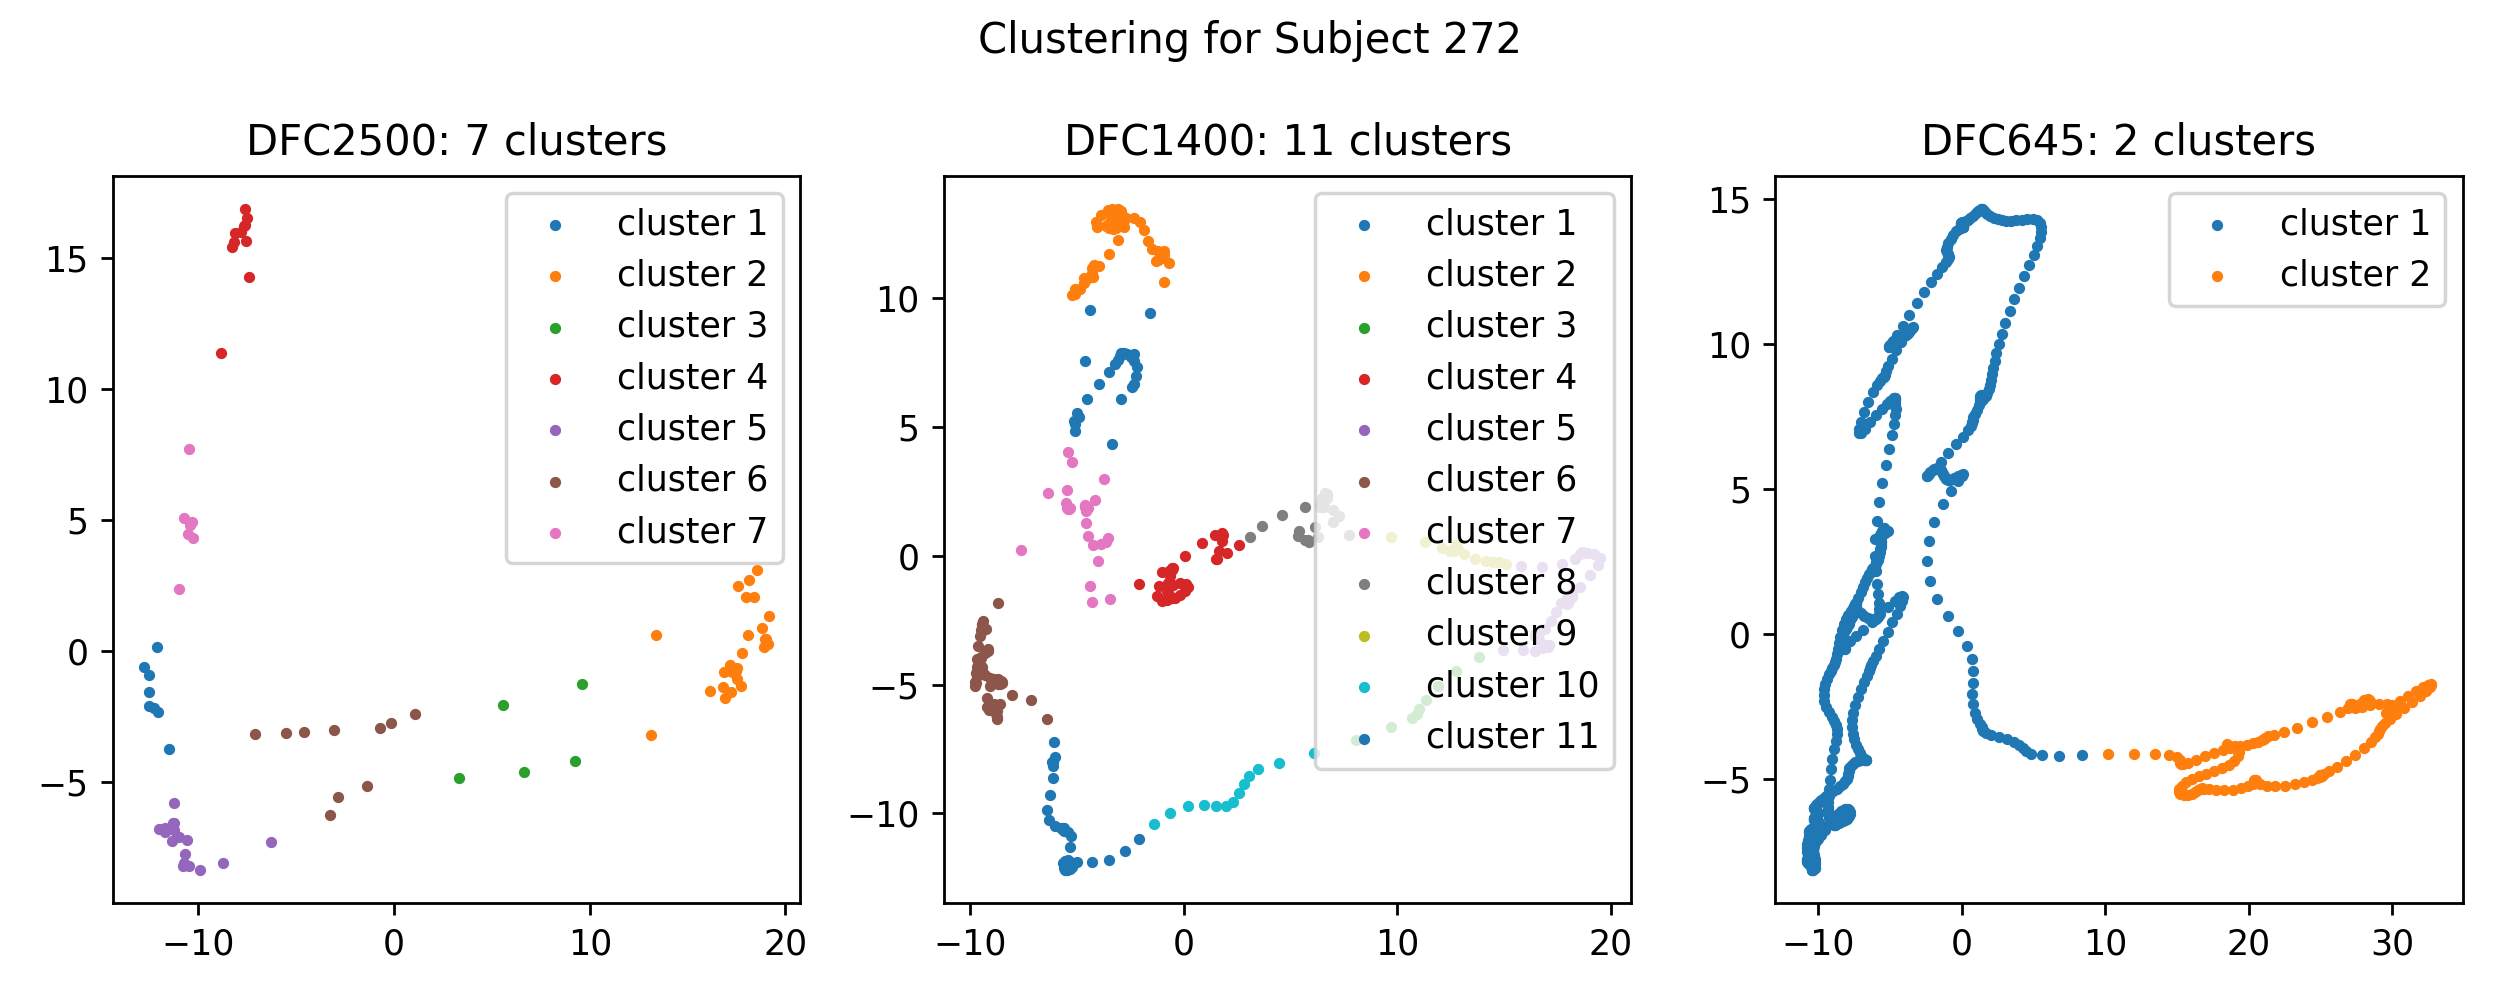 Clustering for Subject 272
DFC2500: 7 clusters
15
10
5
0
−5
−10
0
10
20
cluster 1
cluster 2
cluster 3
cluster 4
cluster 5
cluster 6
cluster 7
DFC1400: 11 clusters
10
5
0
−5
−10
−10
0
10
20
cluster 1
cluster 2
cluster 3
cluster 4
cluster 5
cluster 6
cluster 7
cluster 8
cluster 9
cluster 10
cluster 11
DFC645: 2 clusters
15
10
5
0
−5
−10
0
10
20
30
cluster 1
cluster 2